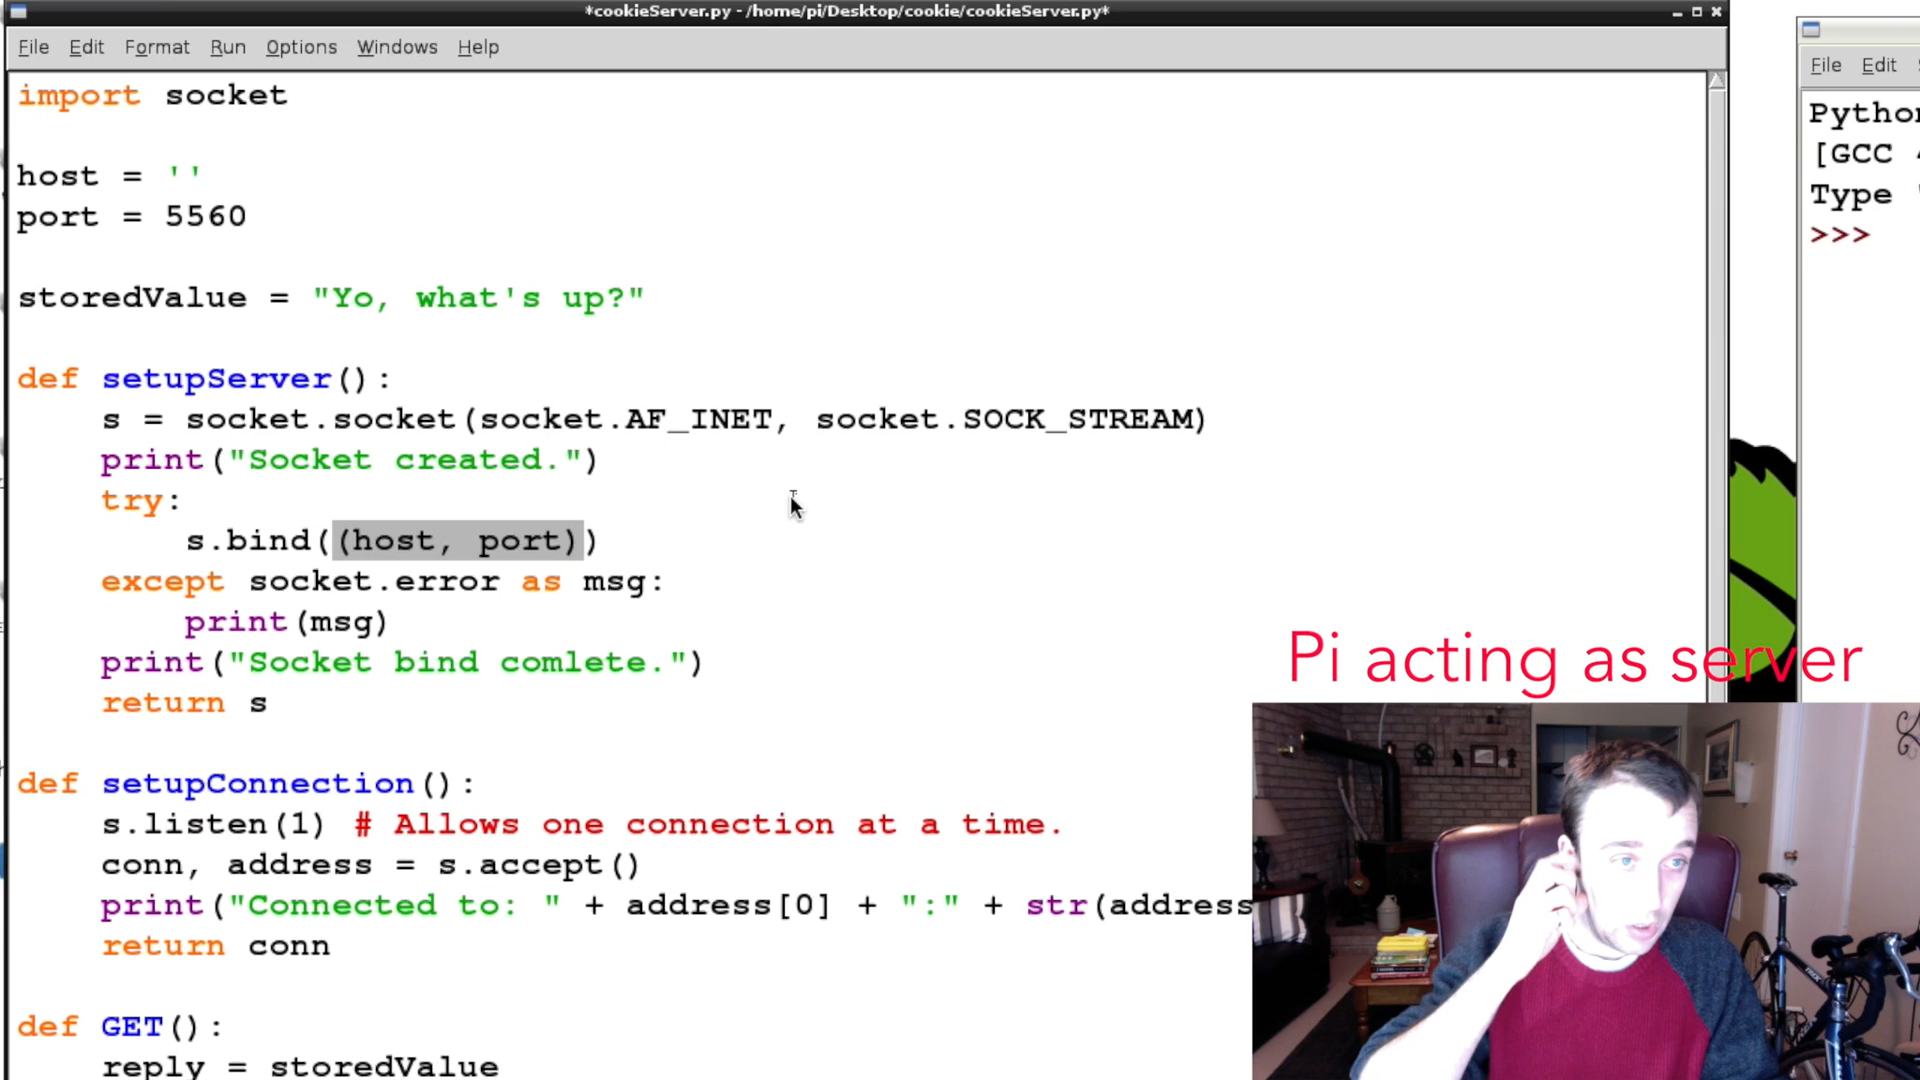 *cookieServer.py - /home/pi/Desktop/cookie/cookieServer.py*
File Edit Format Run Options Windows Help
import socket
host = ''
port = 5560
storedValue = "Yo, what's up?"
def setupServer():
s = socket.socket(socket.AF_INET, socket.SOCK_STREAM)
print("Socket created.")
try:
s.bind((host, port))
except socket.error as msg:
print(msg)
print("Socket bind comlete.")
return s
def setupConnection():
s.listen(1) # Allows one connection at a time.
conn, address = s.accept()
print("Connected to: " + address[0] + ":" + str(address
return conn
def GET():
reply = storedValue
File Edit
Pytho
[GCC
Type
>>>
Pi acting as server